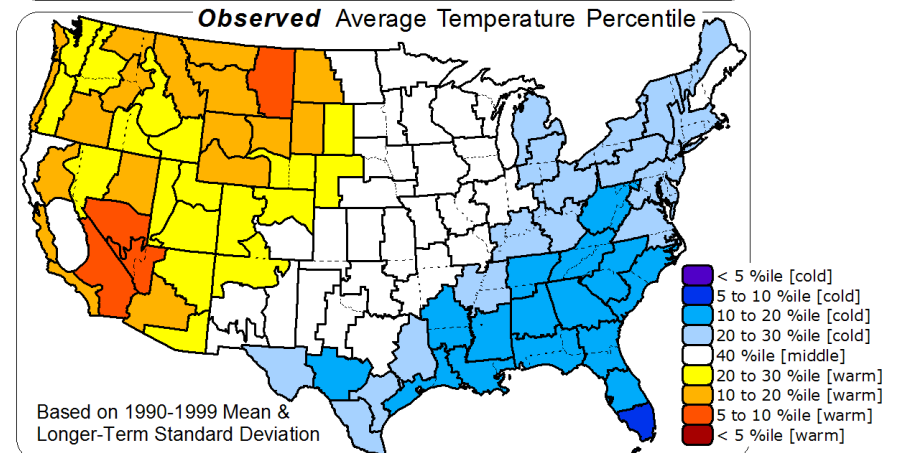 Observed Average Temperature Percentile
< 5 %ile [cold]
5 to 10 %ile [cold]
10 to 20 %ile [cold]
20 to 30 %ile [cold]
40 %ile [middle]
20 to 30 %ile [warm]
10 to 20 %ile [warm]
5 to 10 %ile [warm]
< 5 %ile [warm]
Based on 1990-1999 Mean &
Longer-Term Standard Deviation